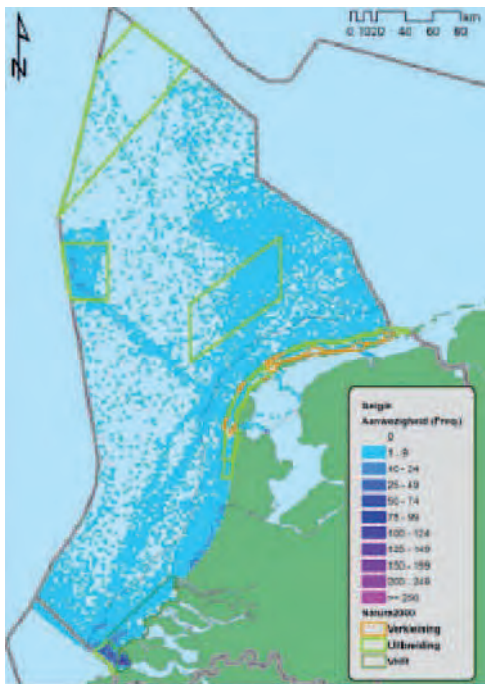 km
0 10 20 40 60 80
N
België
Aanwezigheid (Freq.)
0
1 - 9
10 - 24
25 - 49
50 - 74
75 - 99
100 - 124
125 - 149
150 - 199
200 - 249
>= 250
Natura2000
Verkleining
Uitbreiding
VHR